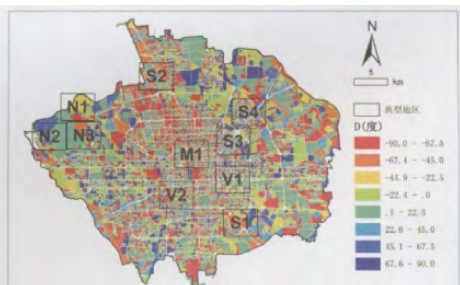 N
S2
5
km
N1
S4
典型地区
N2
N3
S3
D(度)
M1
-90.0 - -67.5
-67.4 - -45.0
V1
-44.9 - -22.5
V2
-22.4 - .0
S1
.1 - 22.5
22.6 - 45.0
45.1 - 67.5
67.6 - 90.0